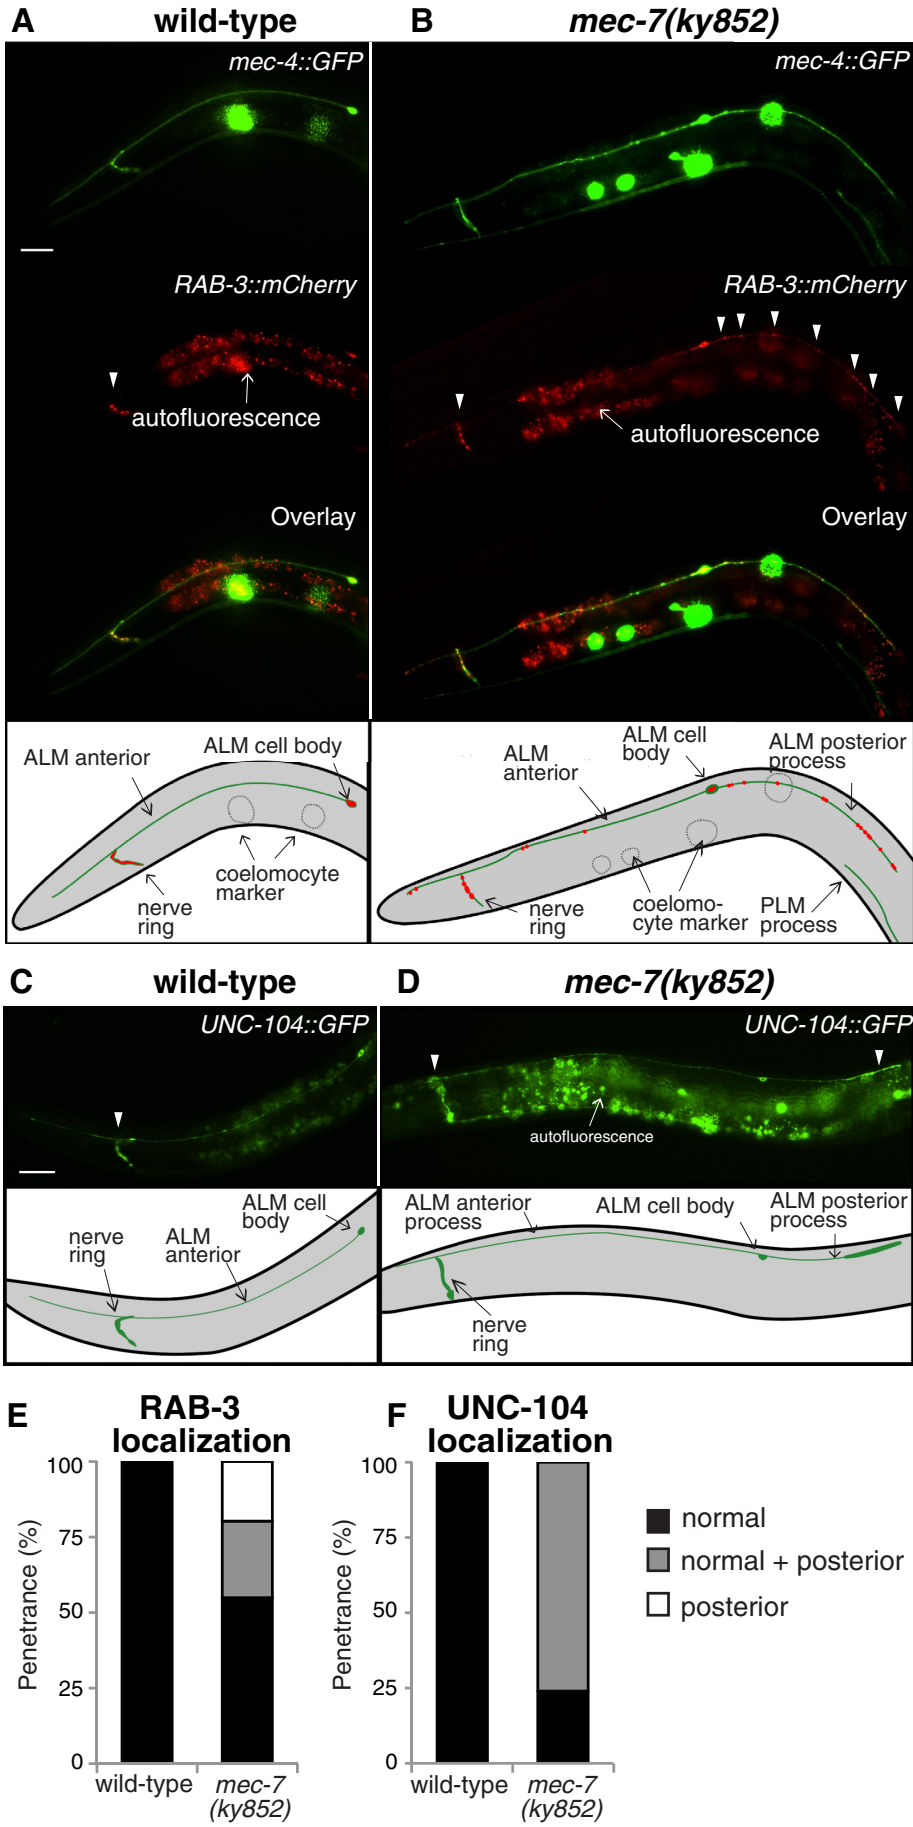 A wild-type
mec-4::GFP
RAB-3::mCherry
autofluorescence
Overlay
ALM anterior
ALM cell body
coelomocyte
marker
nerve
ring
B mec-7(ky852)
mec-4::GFP
RAB-3::mCherry
autofluorescence
Overlay
ALM
anterior
ALM cell
body
ALM posterior
process
nerve
ring
coelomo-
cyte marker
PLM
process
C wild-type
UNC-104::GFP
nerve
ring
ALM
anterior
ALM cell
body
D mec-7(ky852)
UNC-104::GFP
autofluorescence
ALM anterior
process
ALM cell body
ALM posterior
process
nerve
ring
E RAB-3
localization
Penetrance (%)
100
75
50
25
0
wild-type
mec-7
(ky852)
F UNC-104
localization
Penetrance (%)
100
75
50
25
0
wild-type
mec-7
(ky852)
normal
normal + posterior
posterior